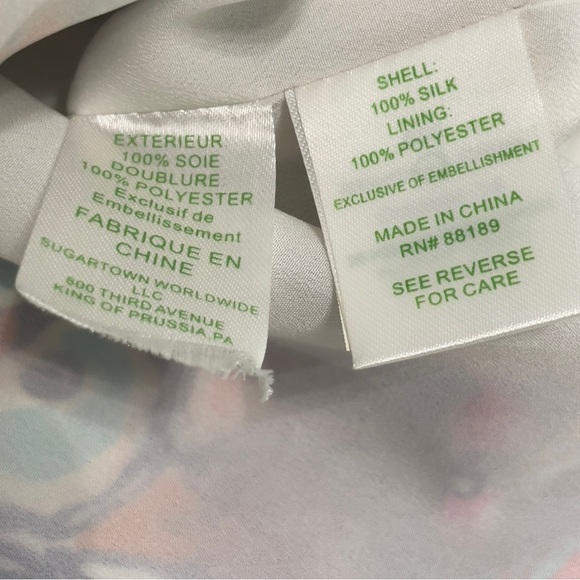 EXTERIEUR
100% SOIE
DOUBLURE
100% POLYESTER
Exclusif de
Embellissement
FABRIQUE EN
CHINE
SUGARTOWN WORLDWIDE
LLC
800 THIRD AVENUE
KING OF PRUSSIA,PA
SHELL:
100% SILK
LINING:
100% POLYESTER
EXCLUSIVE OF EMBELLISHMENT
MADE IN CHINA
RN# 88189
SEE REVERSE
FOR CARE